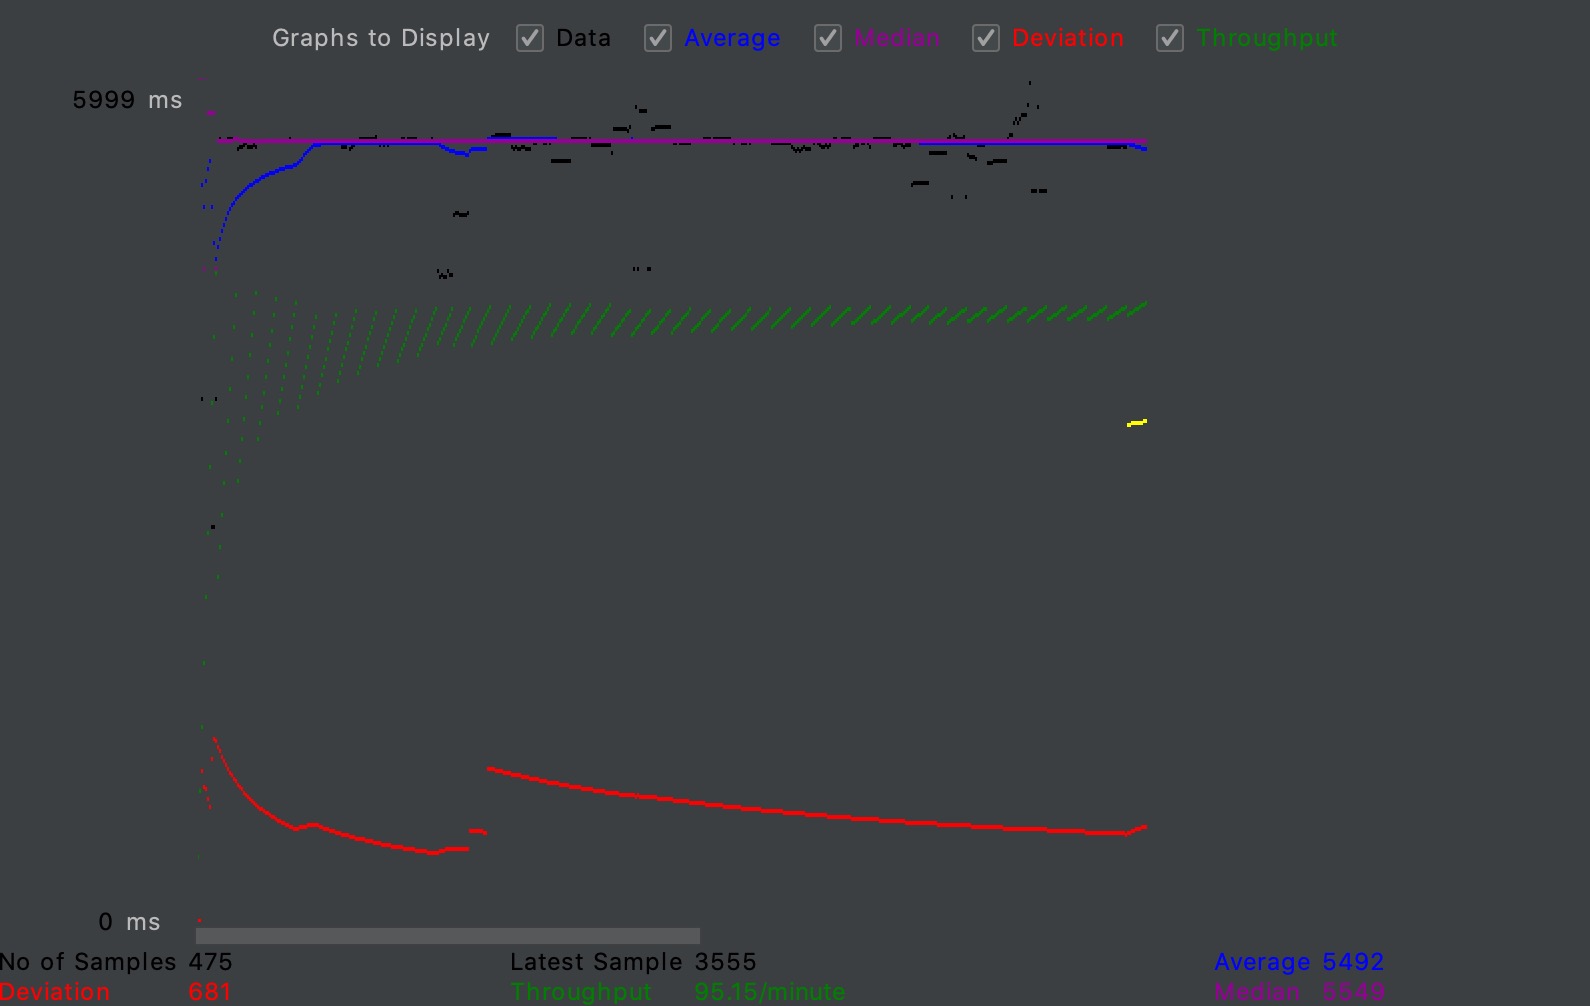 Graphs to Display Data Average Median Deviation Throughput
5999 ms
0 ms
No of Samples 475 Latest Sample 3555 Average 5492
Deviation 681 Throughput 95.15/minute Median 5549